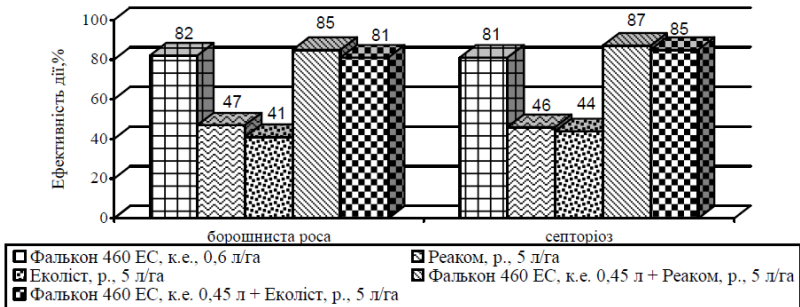 Ефективність дії,%
100
80
60
40
20
0
82
47
41
85
81
81
46
44
87
85
борошниста роса
септоріоз
Фалькон 460 ЕС, к.е., 0,6 л/га
Реаком, р., 5 л/га
Еколіст, р., 5 л/га
Фалькон 460 ЕС, к.е. 0,45 л + Реаком, р., 5 л/га
Фалькон 460 ЕС, к.е. 0,45 л + Еколіст, р., 5 л/га